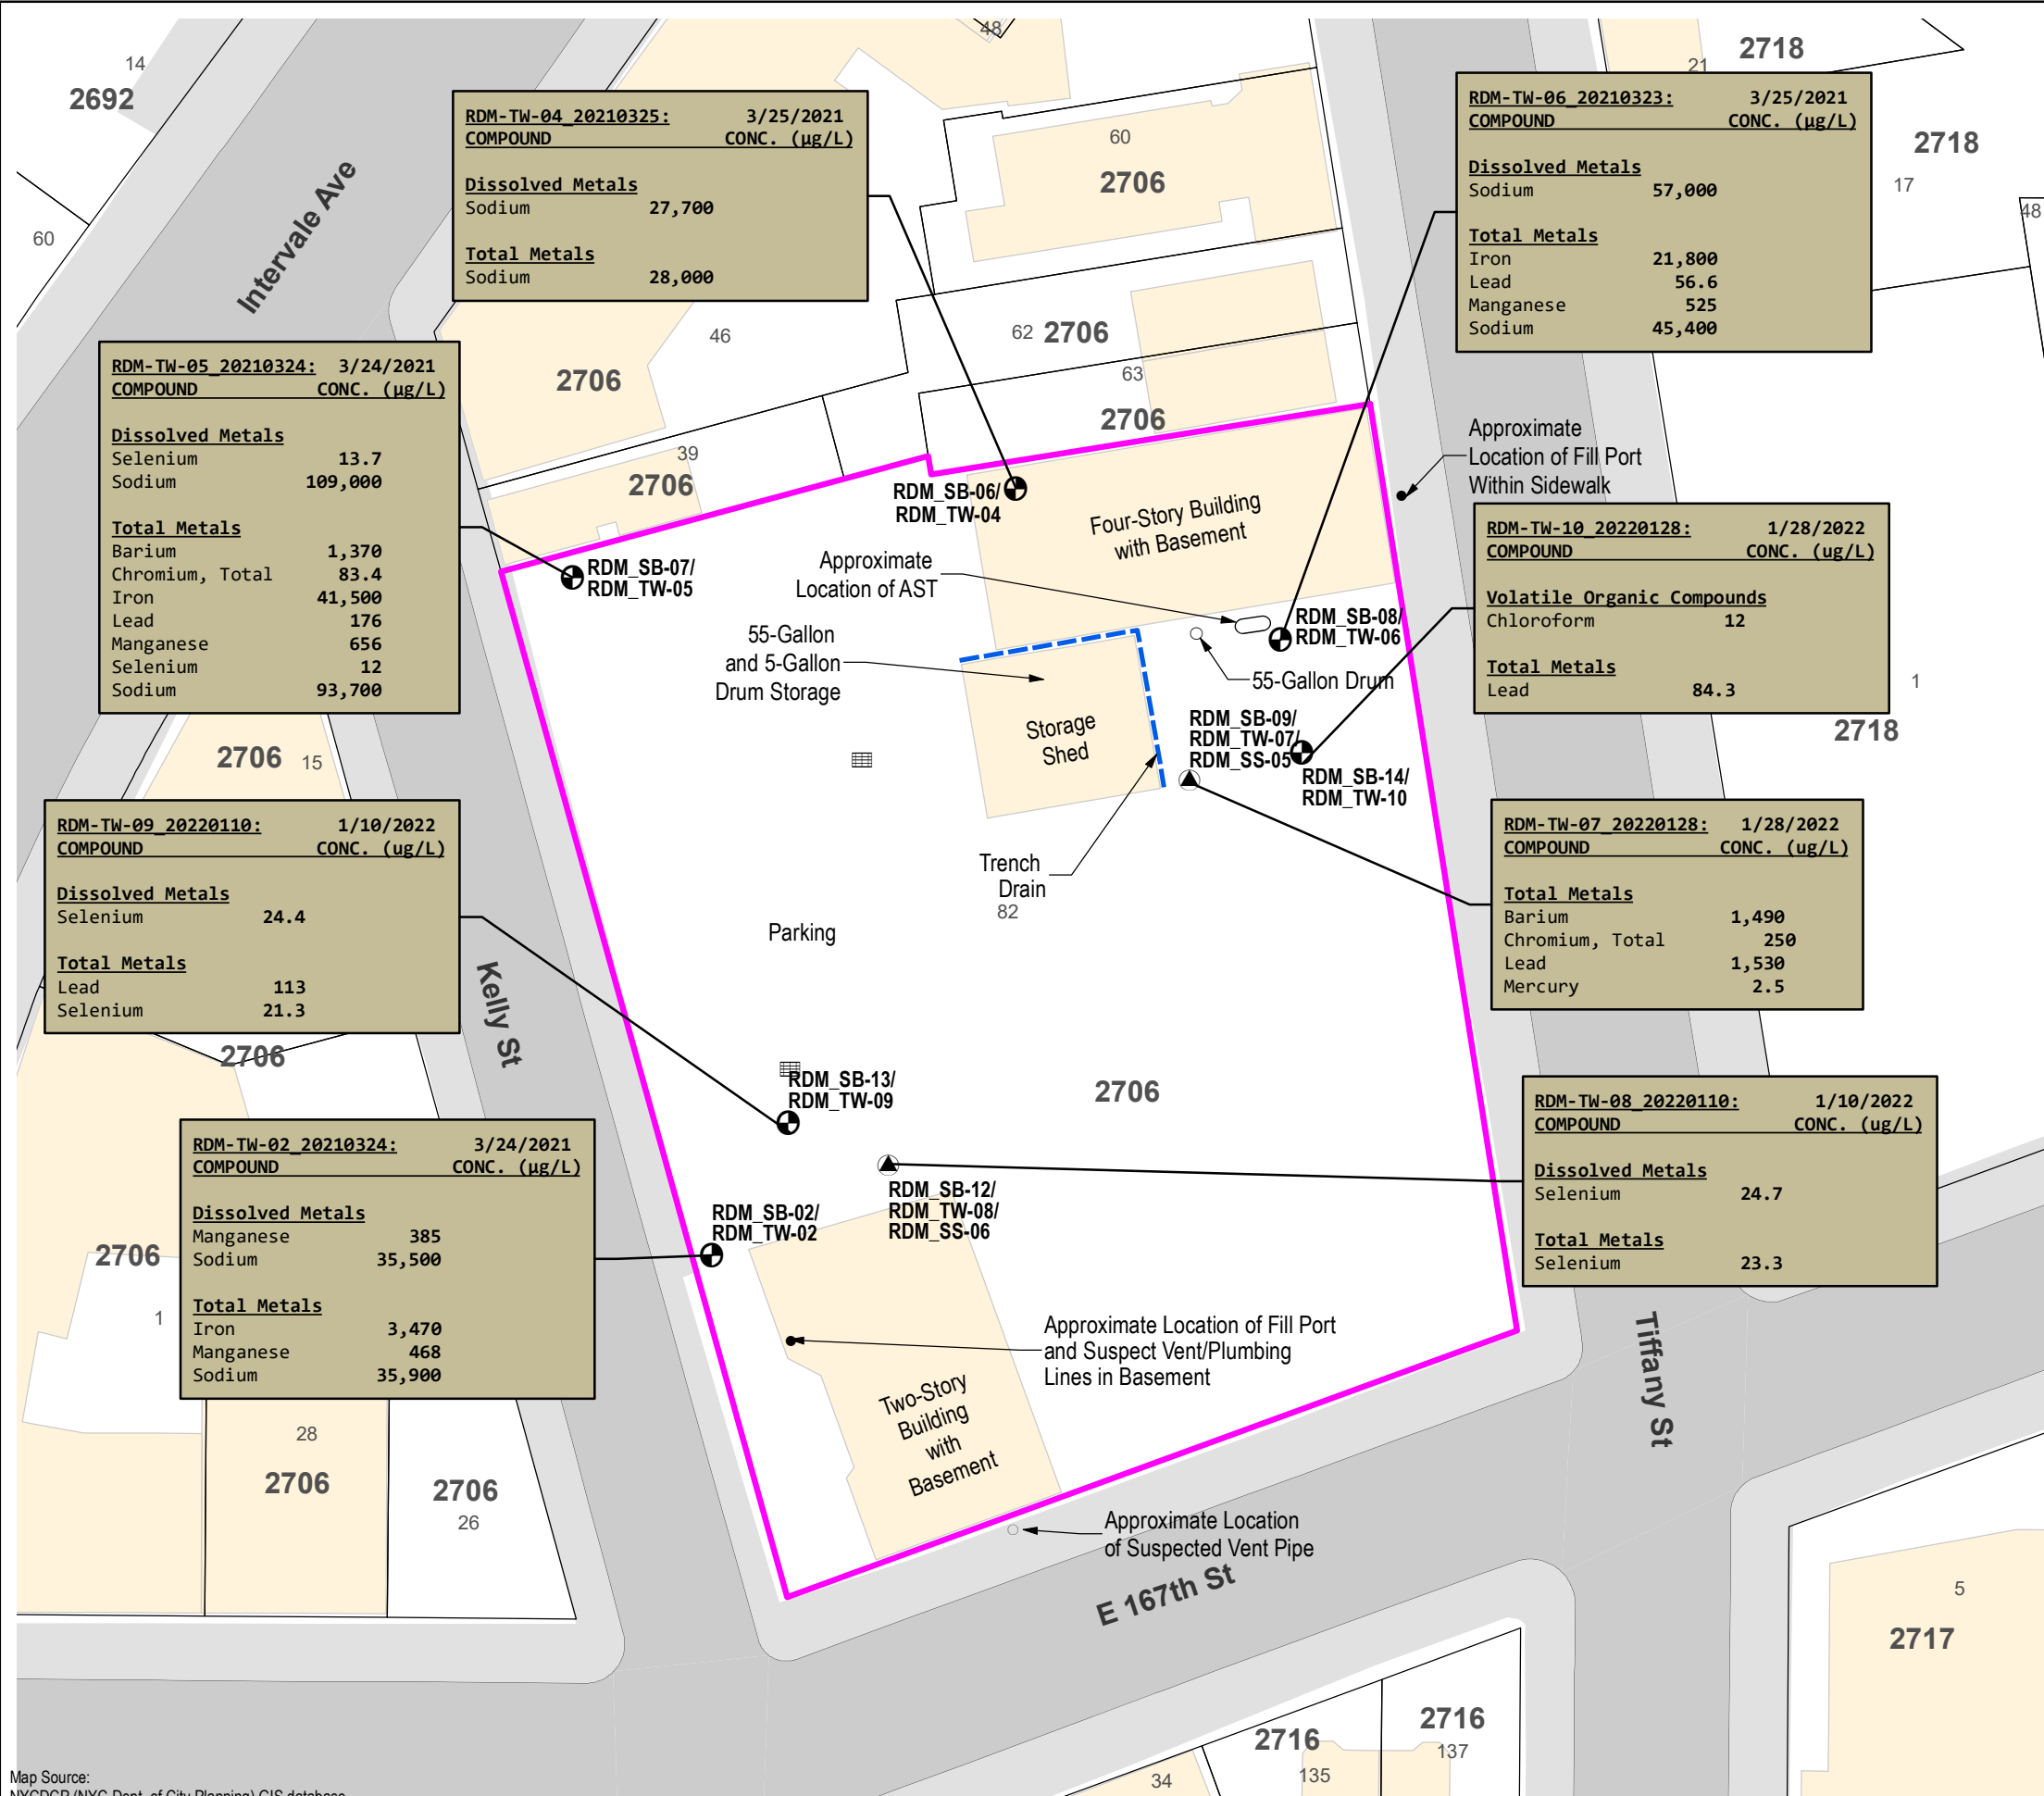 48
14
2692
60
Intervale Ave
RDM-TW-04_20210325: 3/25/2021
COMPOUND CONC. (µg/L)
Dissolved Metals
Sodium 27,700
Total Metals
Sodium 28,000
60
2706
21
2718
2718
17
48
RDM-TW-06_20210323: 3/25/2021
COMPOUND CONC. (µg/L)
Dissolved Metals
Sodium 57,000
Total Metals
Iron 21,800
Lead 56.6
Manganese 525
Sodium 45,400
46
2706
62 2706
63
2706
39
2706
RDM-TW-05_20210324: 3/24/2021
COMPOUND CONC. (µg/L)
Dissolved Metals
Selenium 13.7
Sodium 109,000
Total Metals
Barium 1,370
Chromium, Total 83.4
Iron 41,500
Lead 176
Manganese 656
Selenium 12
Sodium 93,700
RDM_SB-06/
RDM_TW-04
Four-Story Building
with Basement
Approximate
Location of Fill Port
Within Sidewalk
RDM_SB-07/
RDM_TW-05
Approximate
Location of AST
RDM_SB-08/
RDM_TW-06
55-Gallon
and 5-Gallon
Drum Storage
55-Gallon Drum
Storage
Shed
RDM_SB-09/
RDM_TW-07/
RDM_SS-05
RDM_SB-14/
RDM_TW-10
RDM-TW-10_20220128: 1/28/2022
COMPOUND CONC. (ug/L)
Volatile Organic Compounds
Chloroform 12
Total Metals
Lead 84.3
1
2718
2706 15
Trench
Drain
82
Parking
RDM-TW-09_20220110: 1/10/2022
COMPOUND CONC. (ug/L)
Dissolved Metals
Selenium 24.4
Total Metals
Lead 113
Selenium 21.3
RDM-TW-07_20220128: 1/28/2022
COMPOUND CONC. (ug/L)
Total Metals
Barium 1,490
Chromium, Total 250
Lead 1,530
Mercury 2.5
Kelly St
2706
RDM_SB-13/
RDM_TW-09
2706
RDM-TW-08_20220110: 1/10/2022
COMPOUND CONC. (ug/L)
Dissolved Metals
Selenium 24.7
Total Metals
Selenium 23.3
RDM-TW-02_20210324: 3/24/2021
COMPOUND CONC. (µg/L)
Dissolved Metals
Manganese 385
Sodium 35,500
Total Metals
Iron 3,470
Manganese 468
Sodium 35,900
RDM_SB-12/
RDM_TW-08/
RDM_SS-06
RDM_SB-02/
RDM_TW-02
2706
1
Approximate Location of Fill Port
and Suspect Vent/Plumbing
Lines in Basement
Tiffany St
Two-Story
Building
with
Basement
28
2706
2706
26
Approximate Location
of Suspected Vent Pipe
E 167th St
5
2717
2716
137
2716
135
34
Map Source:
NYCDCP (NYC Dept. of City Planning) GIS database